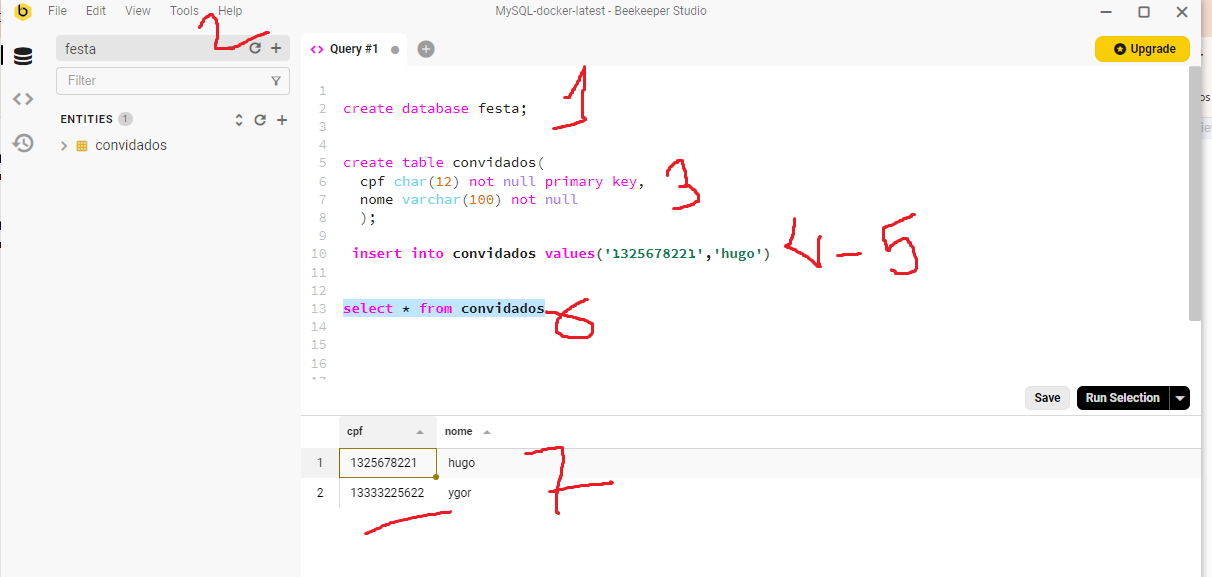 File Edit View Tools Help
MySQL-docker-latest - Beekeeper Studio
2
festa
Query #1
Upgrade
Filter
ENTITIES 1
convidados
1
2 create database festa;
1
3
4
5 create table convidados(
6 cpf char(12) not null primary key,
7 nome varchar(100) not null
3
8 );
9
10 insert into convidados values('1325678221','hugo')
4-5
11
12
13 select * from convidados
6
14
15
16
17
Save Run Selection
cpf nome
1 1325678221 hugo
2 13333225622 ygor
7